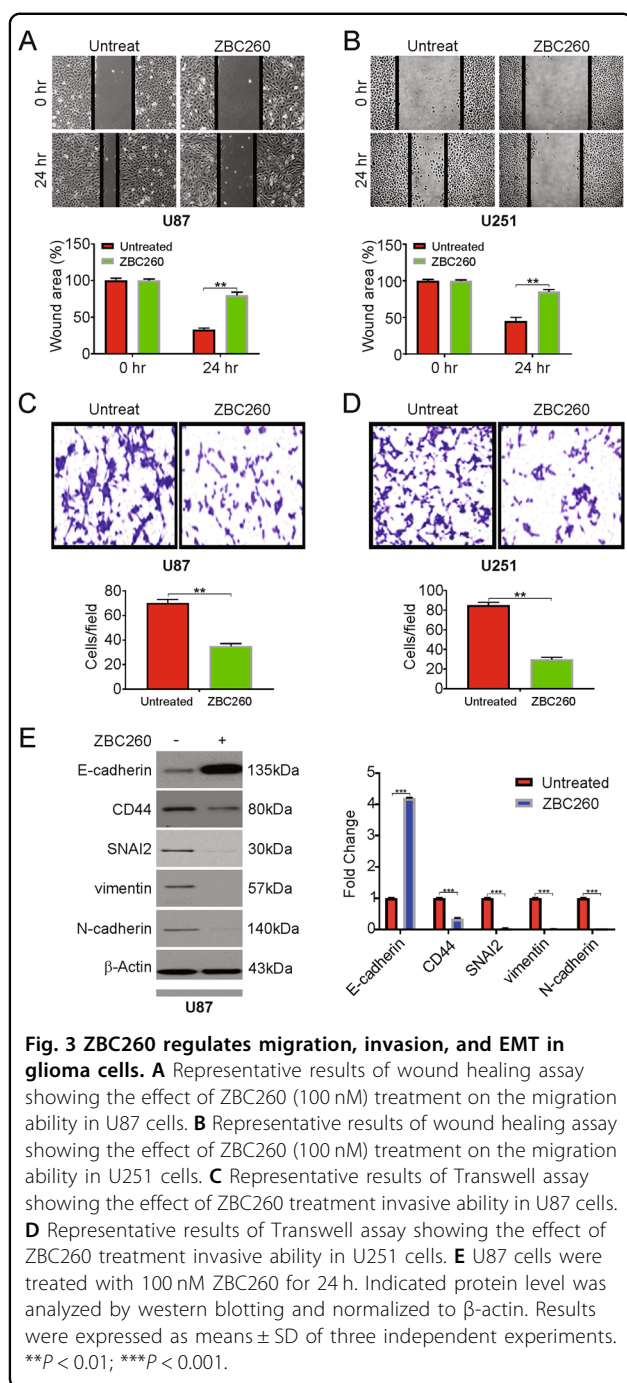 A
Untreat ZBC260
0 hr
24 hr
U87
Wound area (%)
150
100
50
0
Untreated
ZBC260
**
0 hr 24 hr
B
Untreat ZBC260
0 hr
24 hr
U251
Wound area (%)
150
100
50
0
Untreated
ZBC260
**
0 hr 24 hr
C
Untreat ZBC260
U87
Cells/field
80
60
40
20
0
**
Untreated ZBC260
D
Untreat ZBC260
U251
Cells/field
100
80
60
40
20
0
**
Untreated ZBC260
E
ZBC260 - +
E-cadherin 135kDa
CD44 80kDa
SNAI2 30kDa
vimentin 57kDa
N-cadherin 140kDa
β-Actin 43kDa
U87
Fold Change
6
4
2
1
0
Untreated
ZBC260
*** *** *** *** ***
E-cadherin CD44 SNAI2 vimentin N-cadherin
Fig. 3 ZBC260 regulates migration, invasion, and EMT in
glioma cells. A Representative results of wound healing assay
showing the effect of ZBC260 (100 nM) treatment on the migration
ability in U87 cells. B Representative results of wound healing assay
showing the effect of ZBC260 (100 nM) treatment on the migration
ability in U251 cells. C Representative results of Transwell assay
showing the effect of ZBC260 treatment invasive ability in U87 cells.
D Representative results of Transwell assay showing the effect of
ZBC260 treatment invasive ability in U251 cells. E U87 cells were
treated with 100 nM ZBC260 for 24 h. Indicated protein level was
analyzed by western blotting and normalized to β-actin. Results
were expressed as means ± SD of three independent experiments.
**P < 0.01; ***P < 0.001.